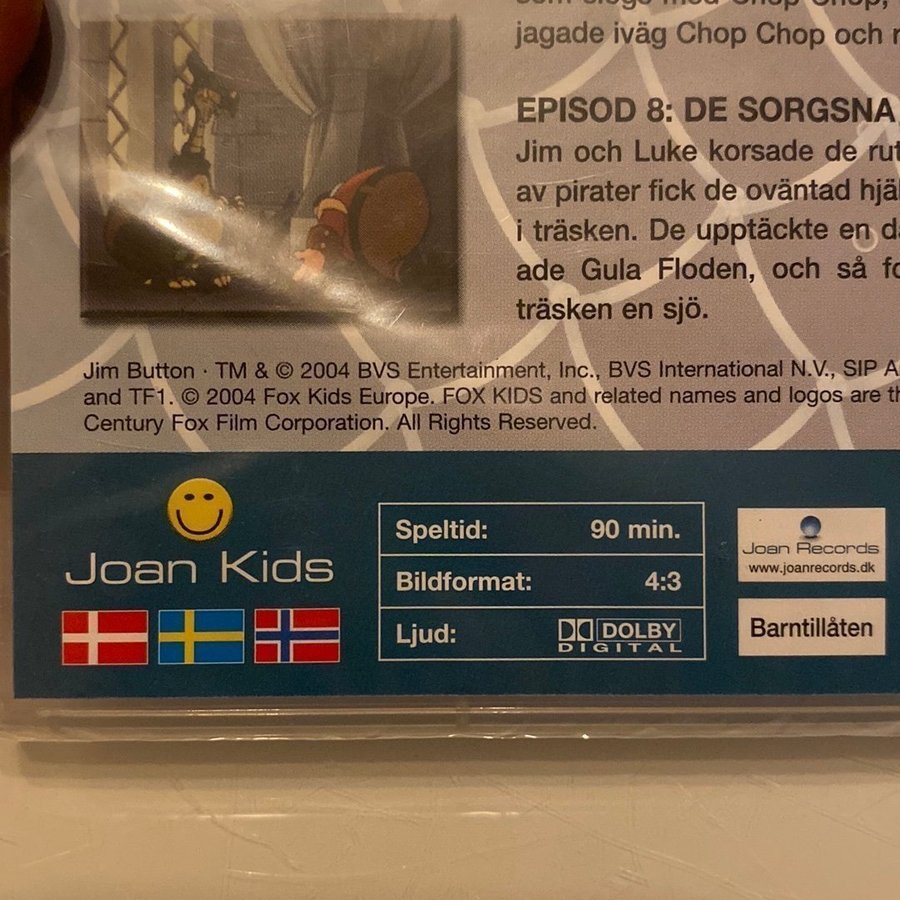 jagade iväg Chop Chop och
EPISOD 8: DE SORGSNA
Jim och Luke korsade de
av pirater fick de oväntad
i träsken. De upptäckte en
ade Gula Floden, och så
träsken en sjö.
Jim Button · TM & © 2004 BVS Entertainment, Inc., BVS International N.V., SIP
and TF1. © 2004 Fox Kids Europe. FOX KIDS and related names and logos are
Century Fox Film Corporation. All Rights Reserved.
Joan Kids
Speltid: 90 min.
Bildformat: 4:3
Ljud: DOLBY
DIGITAL
Joan Records
www.joanrecords.dk
Barntillåten